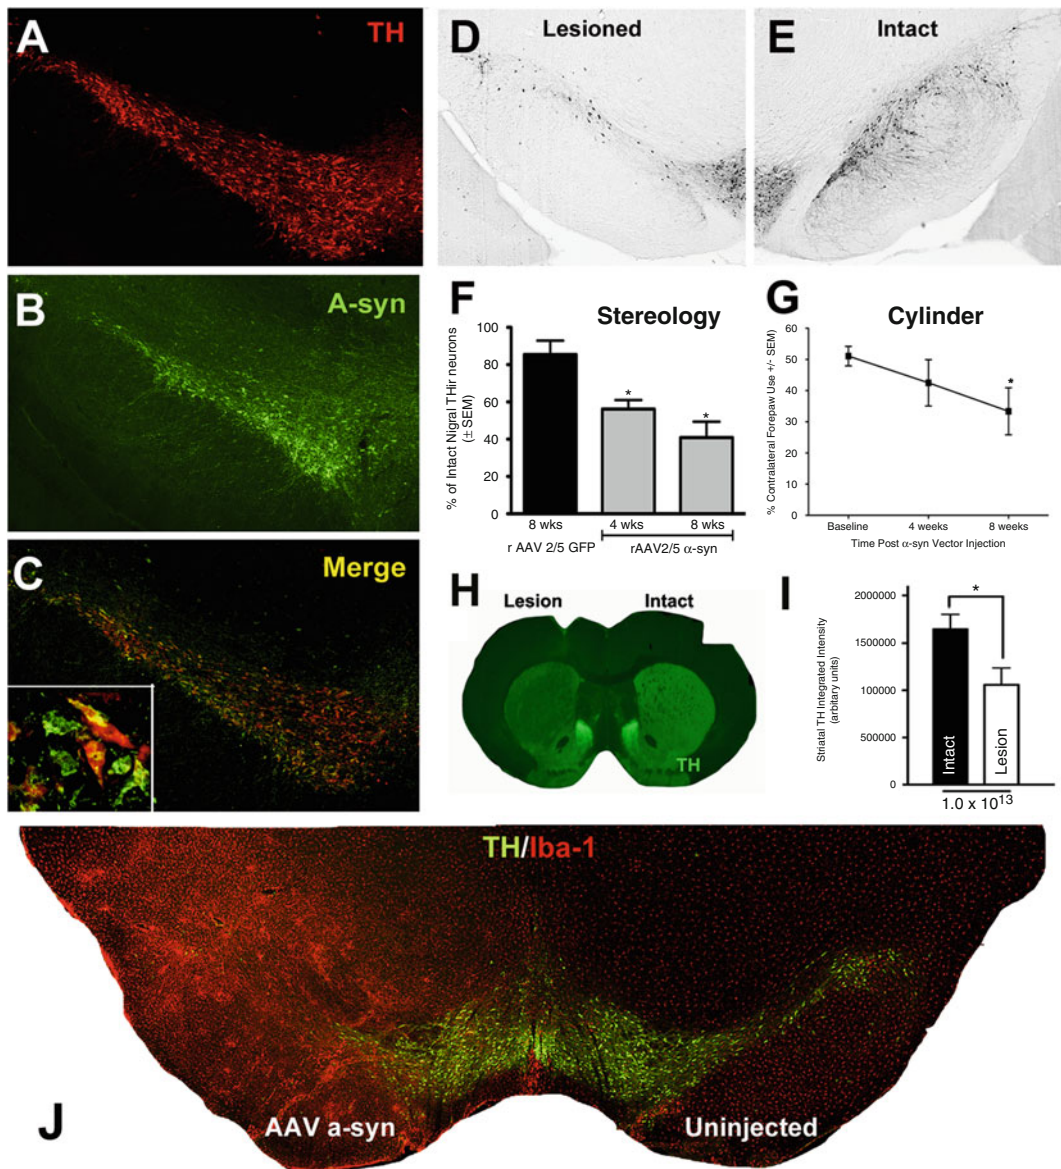 A
TH
B
A-syn
C
Merge
D
Lesioned
E
Intact
F
Stereology
% of Intact Nigral THir neurons
(± SEM)
100
80
60
40
20
0
*
*
8 wks
4 wks
8 wks
r AAV 2/5 GFP
rAAV2/5 α-syn
G
Cylinder
% Contralateral Forepaw Use +/- SEM)
60
50
40
30
20
10
0
*
Baseline
4 weeks
8 weeks
Time Post α-syn Vector Injection
H
Lesion
Intact
TH
I
Striatal TH Integrated Intensity
(arbitary units)
2000000
1500000
100000
500000
0
*
Intact
Lesion
1.0 x 10¹³
J
TH/Iba-1
AAV a-syn
Uninjected